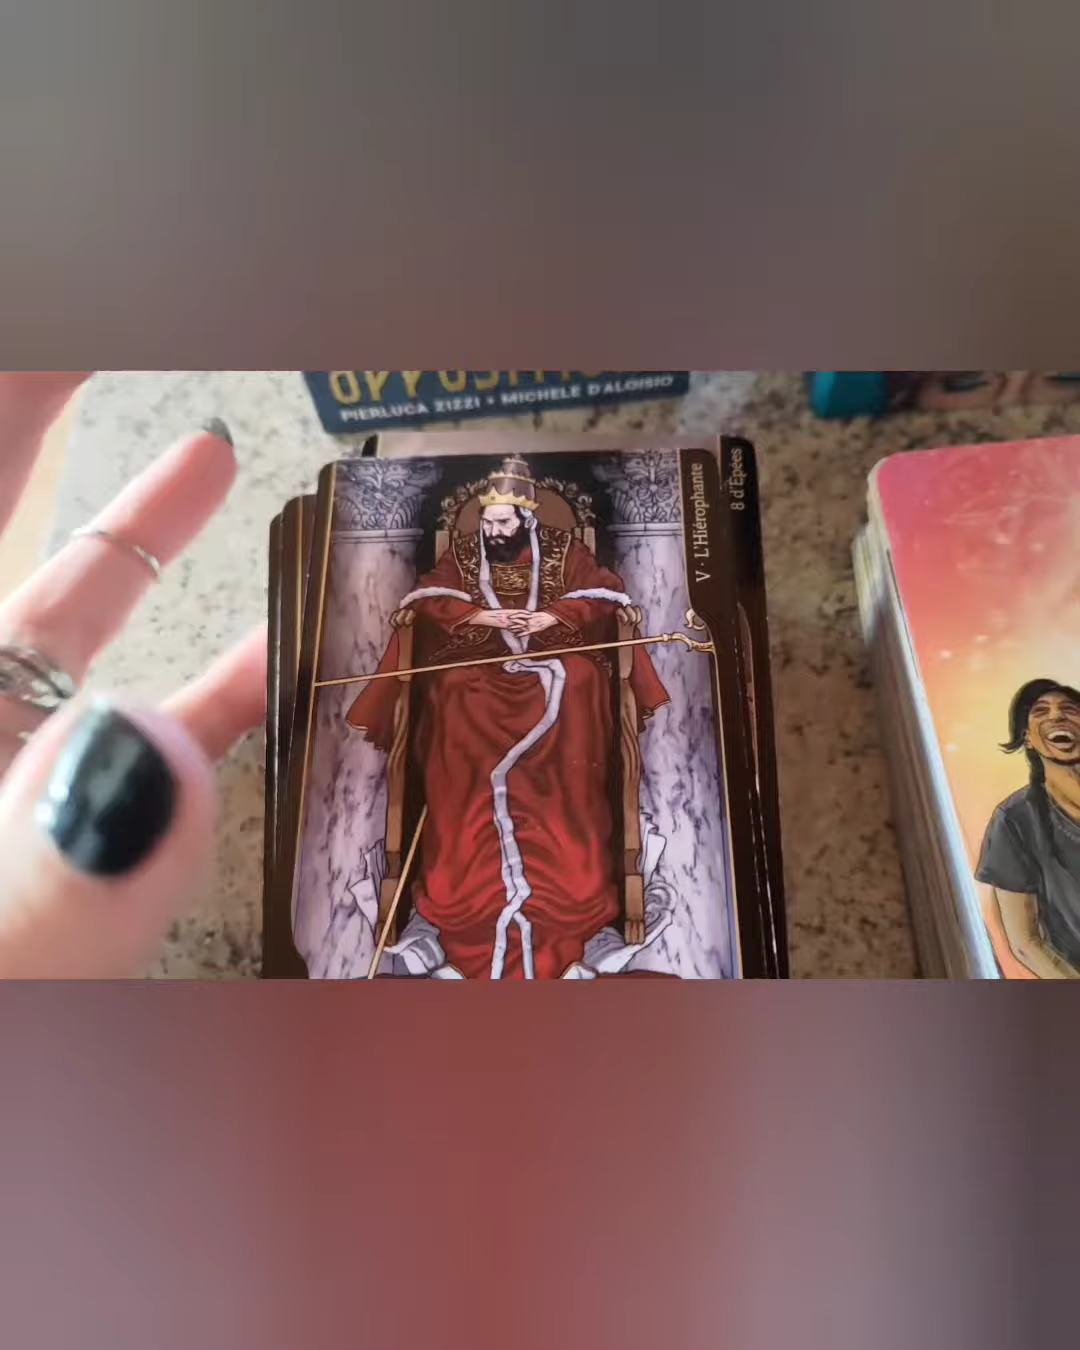 PIERLUCA ZIZZI • MICHELE D'ALOISIO
V · L'Hiérophante
8 d'Épées